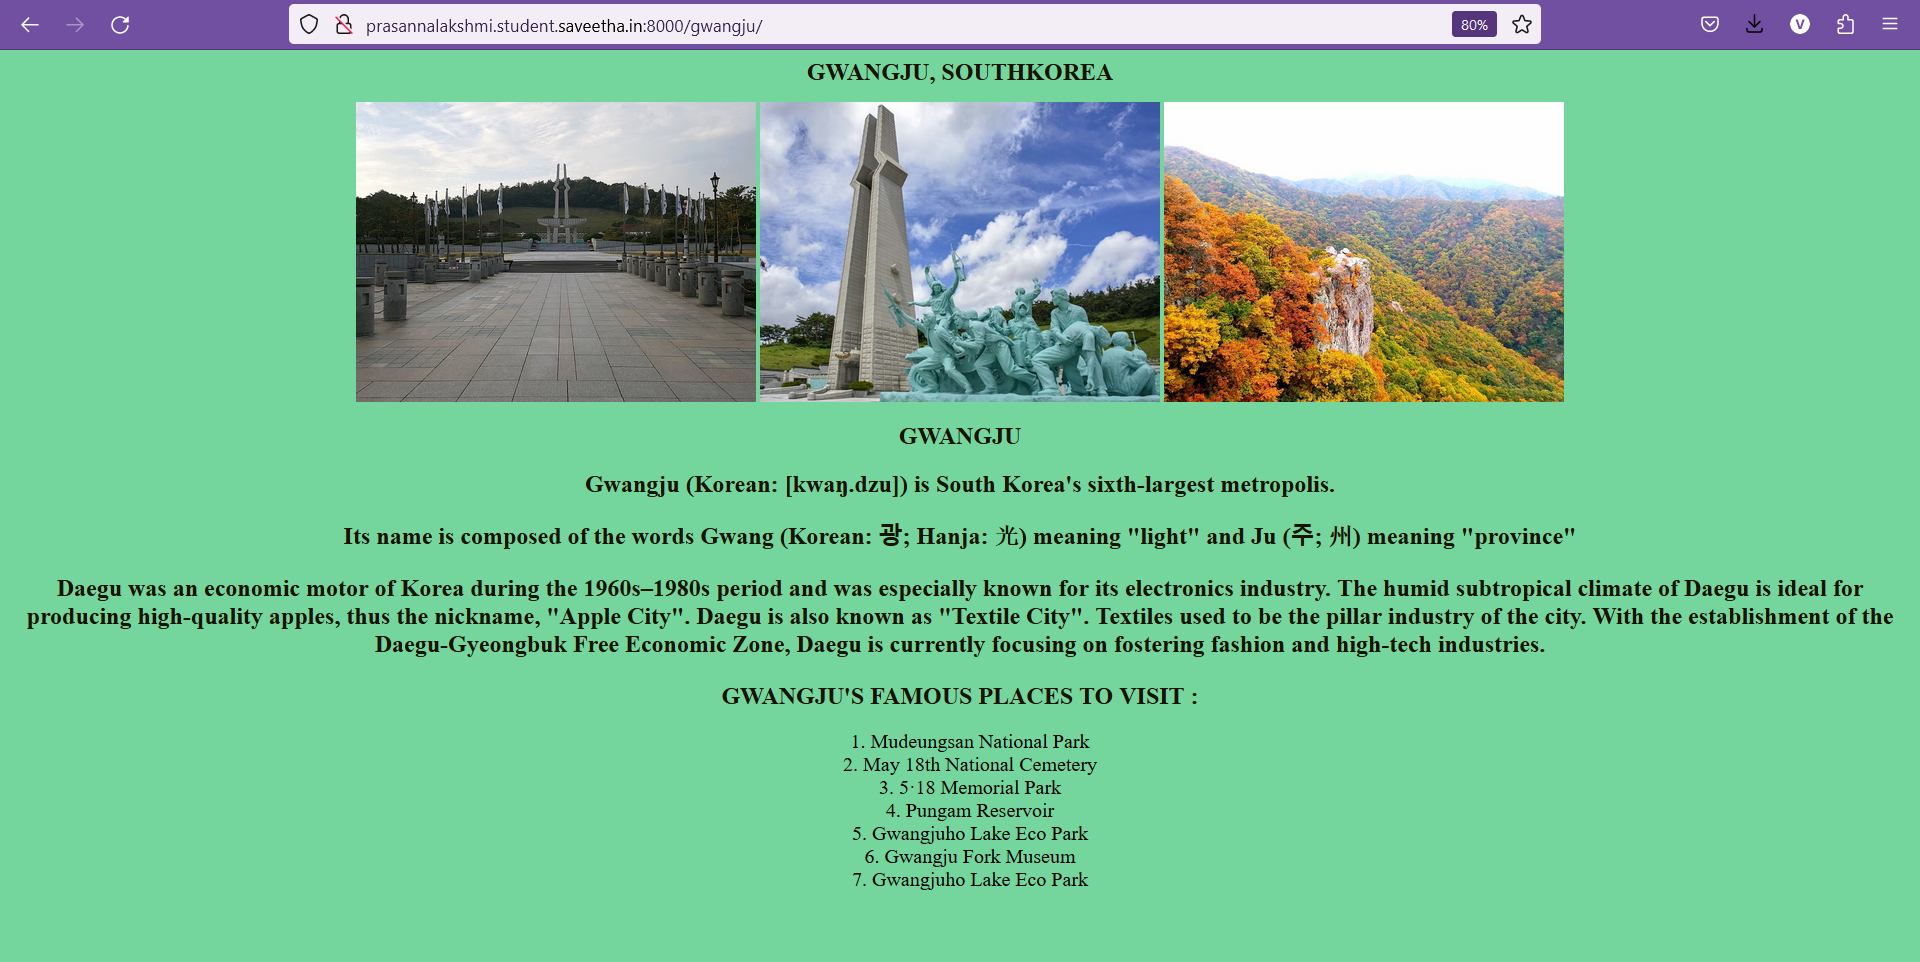 prasannalakshmi.student.saveetha.in:8000/gwangju/
80%
V
GWANGJU, SOUTHKOREA
GWANGJU
Gwangju (Korean: [kwaŋ.dzu]) is South Korea's sixth-largest metropolis.
Its name is composed of the words Gwang (Korean: 광; Hanja: 光) meaning "light" and Ju (주; 州) meaning "province"
Daegu was an economic motor of Korea during the 1960s–1980s period and was especially known for its electronics industry. The humid subtropical climate of Daegu is ideal for
producing high-quality apples, thus the nickname, "Apple City". Daegu is also known as "Textile City". Textiles used to be the pillar industry of the city. With the establishment of the
Daegu-Gyeongbuk Free Economic Zone, Daegu is currently focusing on fostering fashion and high-tech industries.
GWANGJU'S FAMOUS PLACES TO VISIT :
1. Mudeungsan National Park
2. May 18th National Cemetery
3. 5·18 Memorial Park
4. Pungam Reservoir
5. Gwangjuho Lake Eco Park
6. Gwangju Fork Museum
7. Gwangjuho Lake Eco Park